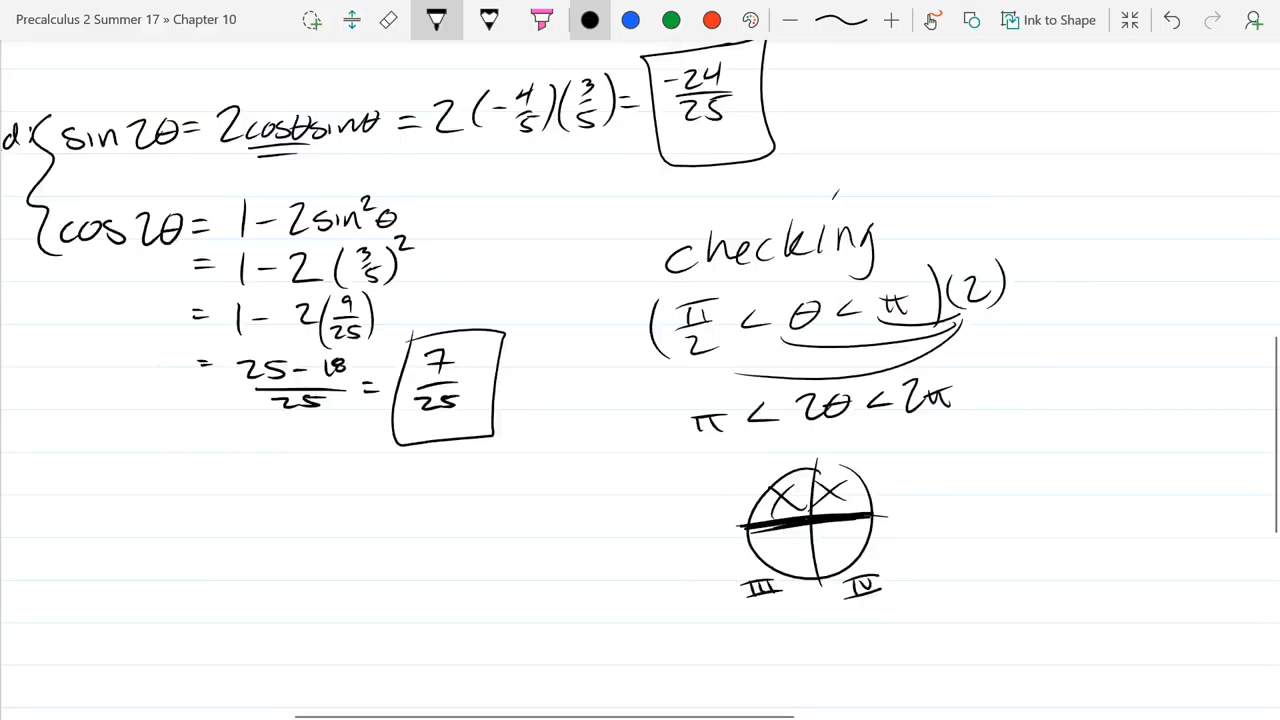 Precalculus 2 Summer 17 » Chapter 10
Ink to Shape
d: { sin 2θ = 2cosθsinθ = 2(-4/5)(3/5) = -24/25
cos 2θ = 1 - 2sin²θ
= 1 - 2(3/5)²
= 1 - 2(9/25)
= 25 - 18/25 = 7/25
checking
(π/2 < θ < π)(2)
π < 2θ < 2π
X X
III IV